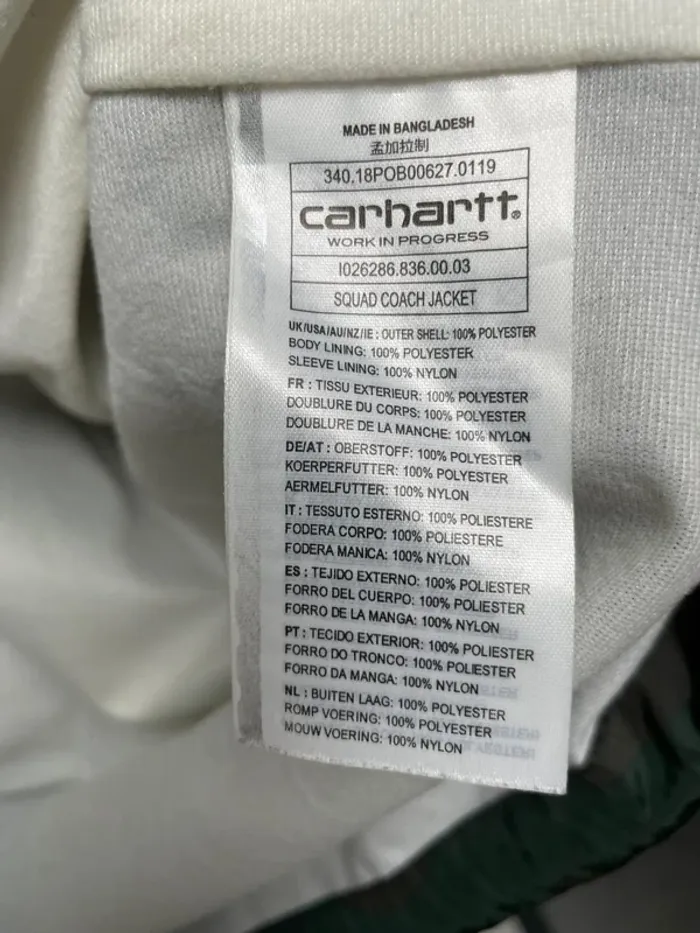 MADE IN BANGLADESH
孟加拉制
340.18POB00627.0119
carhartt®
WORK IN PROGRESS
I026286.836.00.03
SQUAD COACH JACKET
UK/USA/AU/NZ/IE : OUTER SHELL: 100% POLYESTER
BODY LINING: 100% POLYESTER
SLEEVE LINING: 100% NYLON
FR : TISSU EXTERIEUR: 100% POLYESTER
DOUBLURE DU CORPS: 100% POLYESTER
DOUBLURE DE LA MANCHE: 100% NYLON
DE/AT : OBERSTOFF: 100% POLYESTER
KOERPERFUTTER: 100% POLYESTER
AERMELFUTTER: 100% NYLON
IT : TESSUTO ESTERNO: 100% POLIESTERE
FODERA CORPO: 100% POLIESTERE
FODERA MANICA: 100% NYLON
ES : TEJIDO EXTERNO: 100% POLIESTER
FORRO DEL CUERPO: 100% POLIESTER
FORRO DE LA MANGA: 100% NYLON
PT : TECIDO EXTERIOR: 100% POLIESTER
FORRO DO TRONCO: 100% POLIESTER
FORRO DA MANGA: 100% NYLON
NL : BUITEN LAAG: 100% POLYESTER
ROMP VOERING: 100% POLYESTER
MOUW VOERING: 100% NYLON